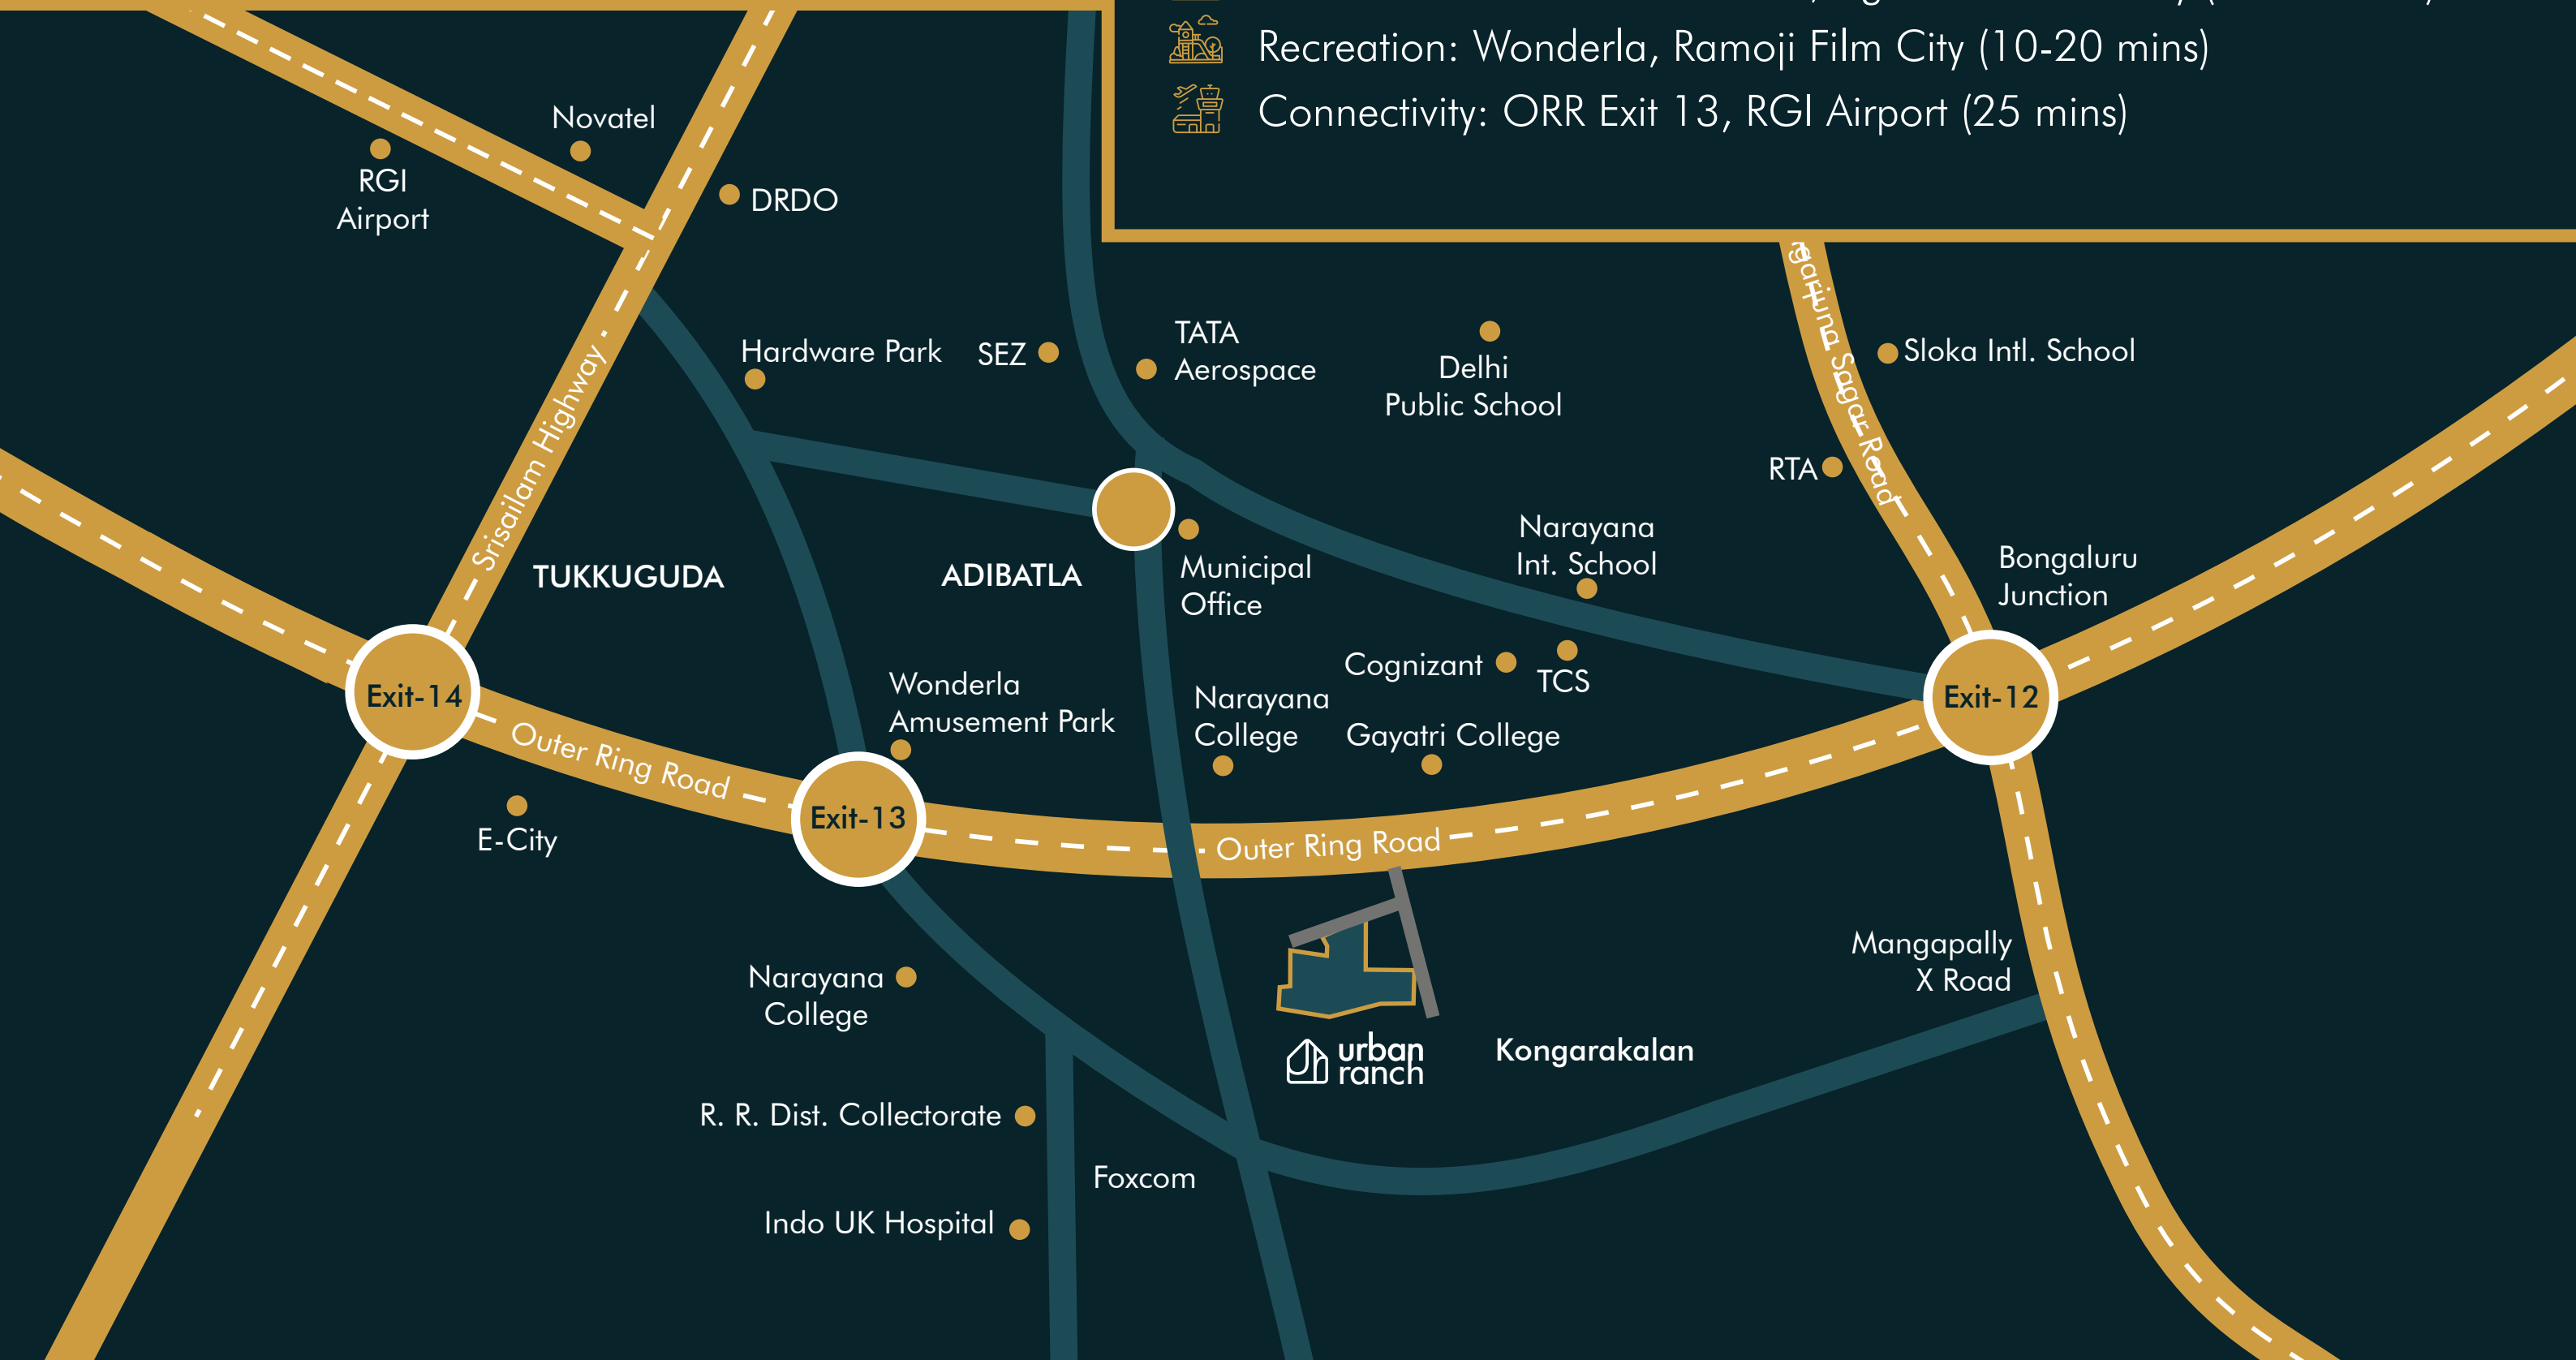 Recreation: Wonderla, Ramoji Film City (10-20 mins)
Connectivity: ORR Exit 13, RGI Airport (25 mins)
Novatel
RGI
Airport
DRDO
Hardware Park
SEZ
TATA
Aerospace
Delhi
Public School
Sagar Road
Sloka Intl. School
RTA
Srisailam Highway
TUKKUGUDA
ADIBATLA
Municipal
Office
Narayana
Int. School
Bongaluru
Junction
Cognizant
TCS
Exit-14
Exit-12
Wonderla
Amusement Park
Narayana
College
Gayatri College
Outer Ring Road
Exit-13
Outer Ring Road
E-City
Narayana
College
Mangapally
X Road
urban
ranch
Kongarakalan
R. R. Dist. Collectorate
Foxcom
Indo UK Hospital